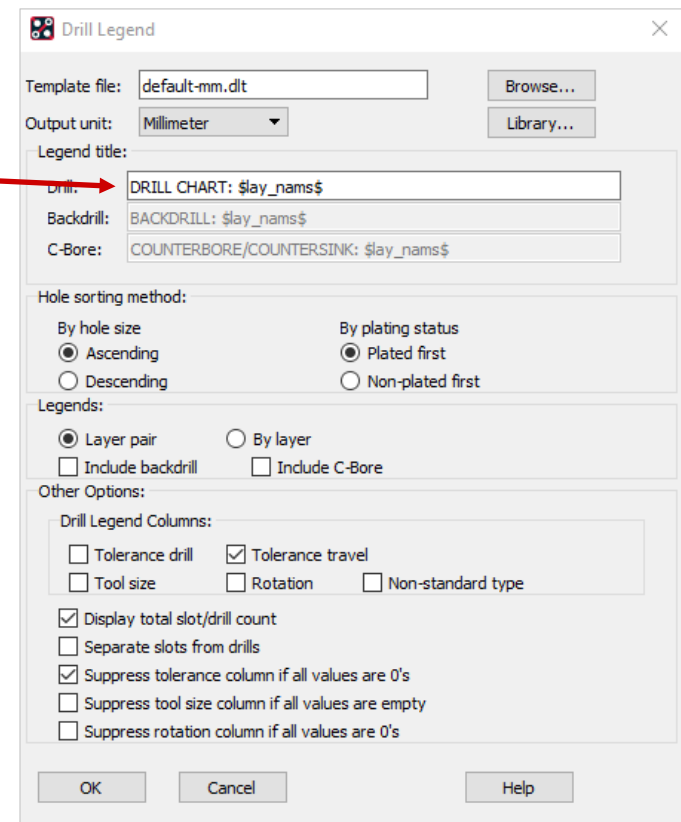 Drill Legend
Template file: default-mm.dlt Browse...
Output unit: Millimeter Library...
Legend title:
Drill: DRILL CHART: $lay_nams$
Backdrill: BACKDRILL: $lay_nams$
C-Bore: COUNTERBORE/COUNTERSINK: $lay_nams$
Hole sorting method:
By hole size By plating status
Ascending Plated first
Descending Non-plated first
Legends:
Layer pair By layer
Include backdrill Include C-Bore
Other Options:
Drill Legend Columns:
Tolerance drill Tolerance travel
Tool size Rotation Non-standard type
Display total slot/drill count
Separate slots from drills
Suppress tolerance column if all values are 0's
Suppress tool size column if all values are empty
Suppress rotation column if all values are 0's
OK Cancel Help